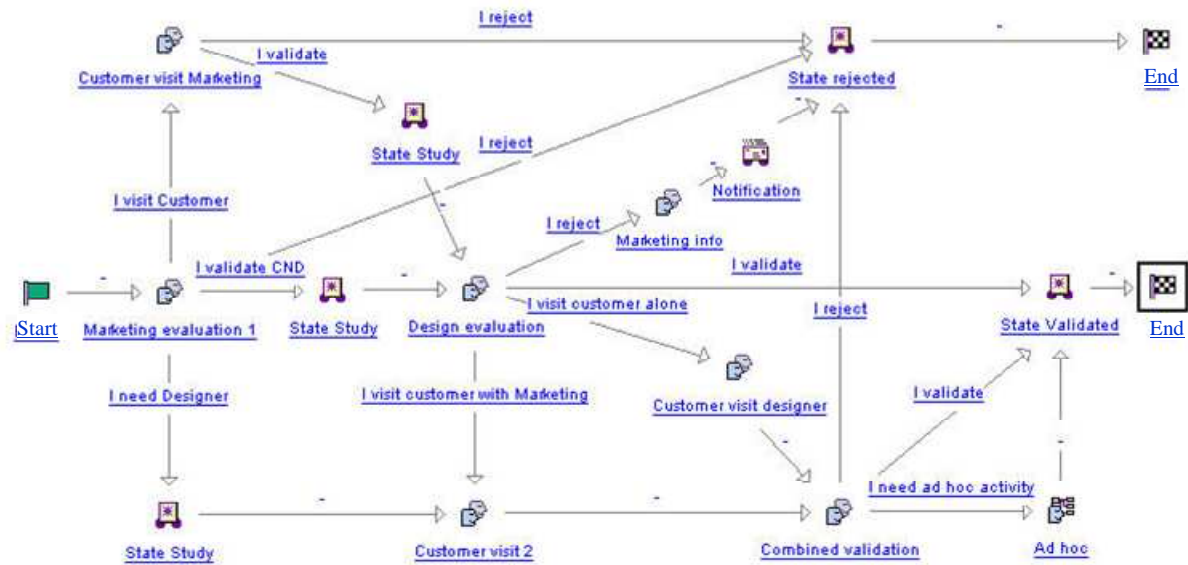 I reject
I validate
Customer visit Marketing
State rejected
-
End
State Study
I reject
-
Notification
-
I visit Customer
-
I reject
Marketing info
I validate CND
I validate
-
-
-
I visit customer alone
Start
Marketing evaluation 1
State Study
Design evaluation
I reject
State Validated
End
I need Designer
I visit customer with Marketing
Customer visit designer
I validate
-
-
I need ad hoc activity
-
-
State Study
Customer visit 2
Combined validation
Ad hoc